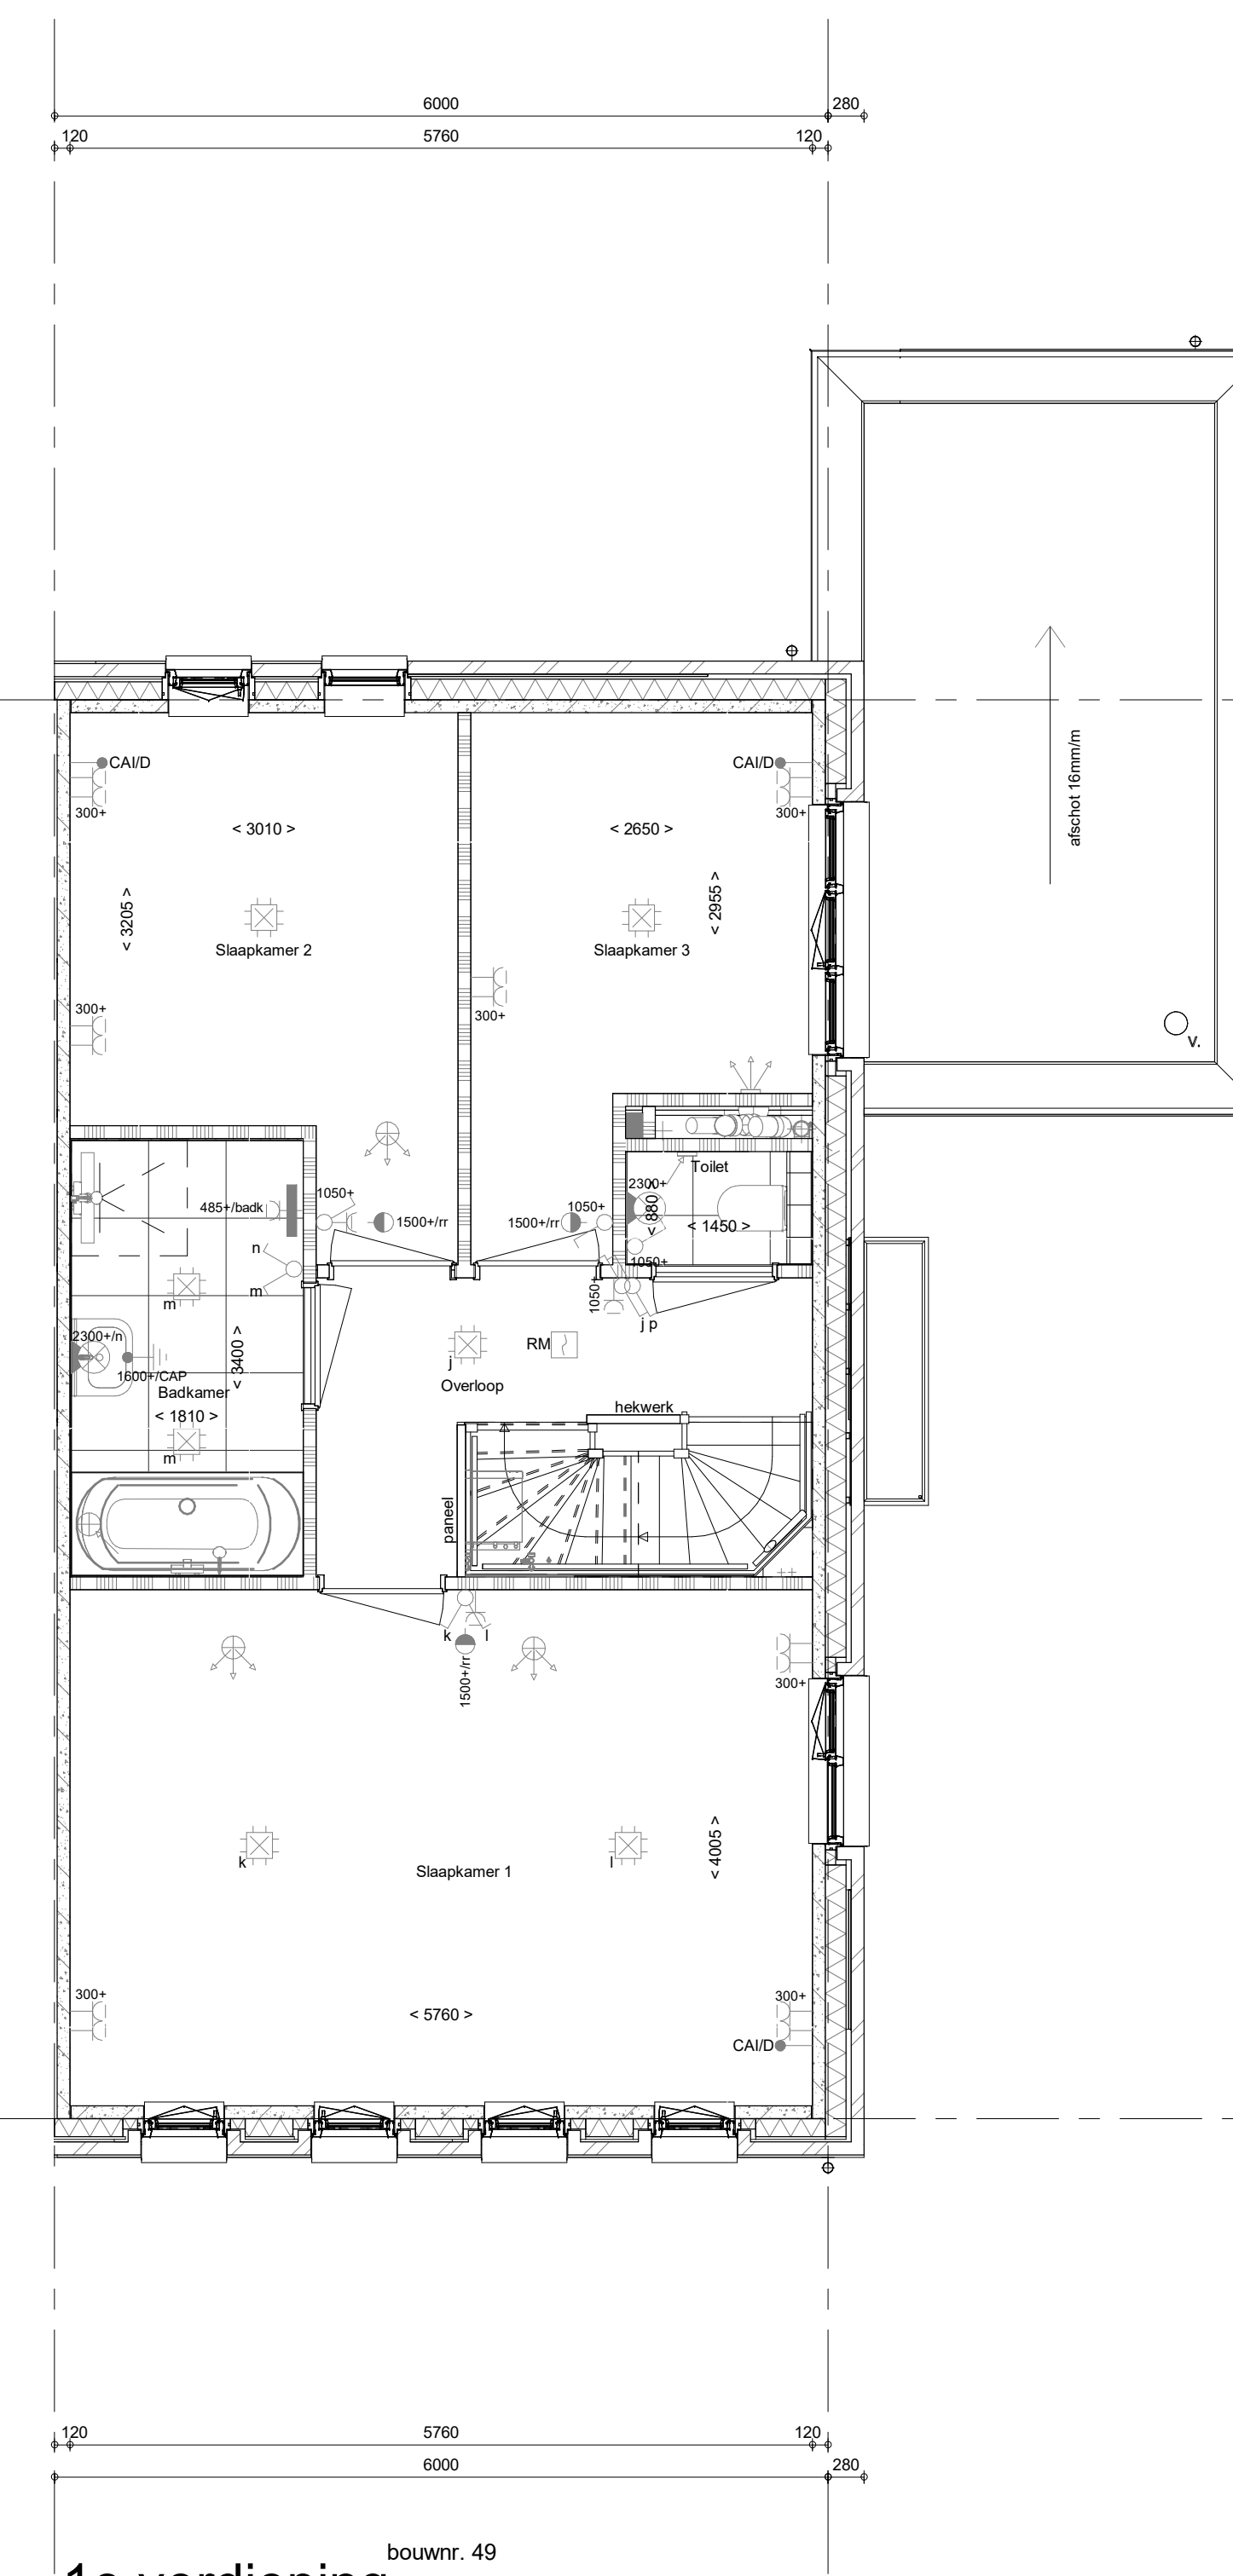 6000
280
120
5760
120
afschot 16mm/m
CAI/D
CAI/D
300+
300+
< 3010 >
< 2650 >
< 3205 >
< 2955 >
Slaapkamer 2
Slaapkamer 3
300+
300+
v.
Toilet
2300+
1050+
485+/badk
1500+/rr
1500+/rr
1050+
< 880 >
< 1450 >
n
m
1050+
1050+
m
j p
2300+/n
RM
j
1600+/CAP
< 3400 >
Overloop
Badkamer
< 1810 >
hekwerk
m
paneel
k
l
1500+/rr
300+
k
l
Slaapkamer 1
< 4005 >
300+
300+
< 5760 >
CAI/D
120
5760
120
6000
280
bouwnr. 49